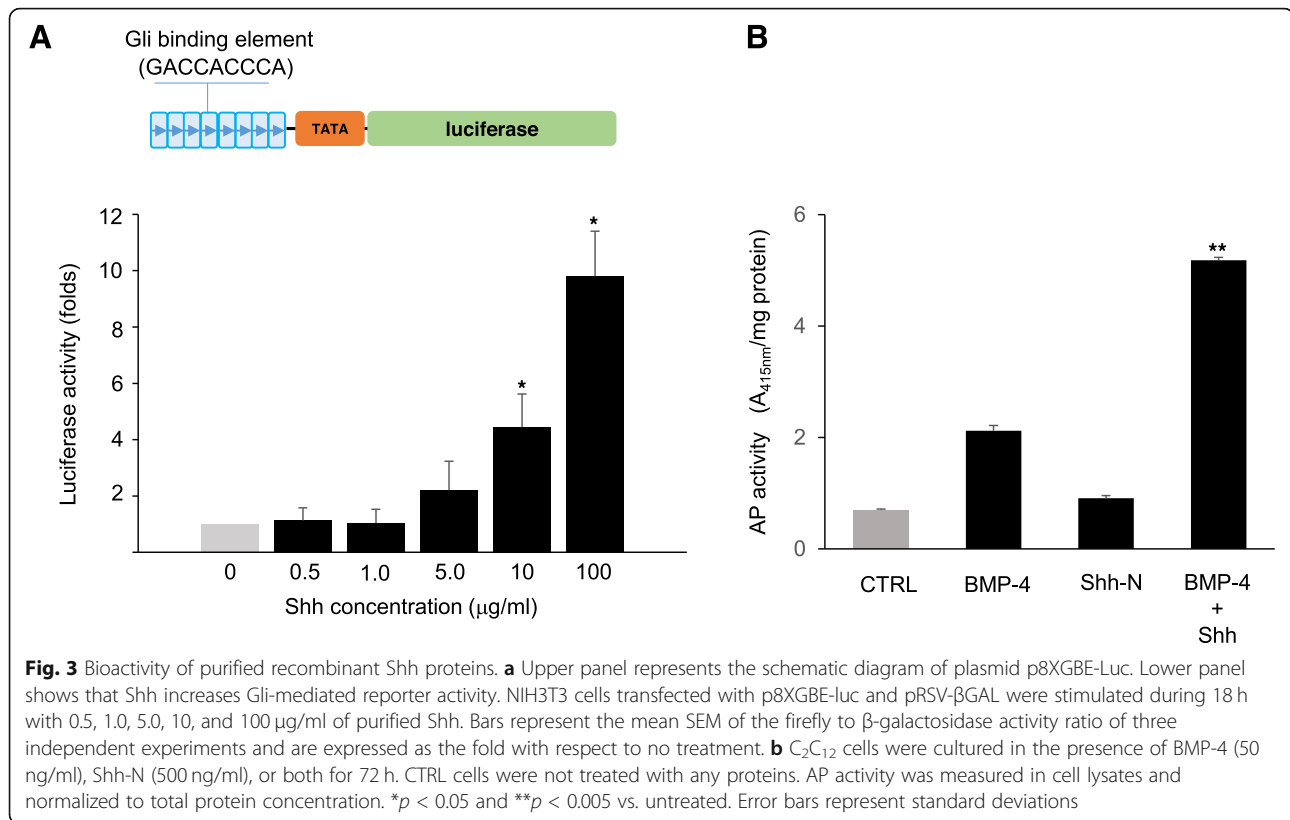 A
Gli binding element
(GACCACCCA)
TATA
luciferase
Luciferase activity (folds)
12
10
8
6
4
2
*
*
0 0.5 1.0 5.0 10 100
Shh concentration (μg/ml)
B
AP activity (A415nm/mg protein)
6
4
2
0
**
CTRL BMP-4 Shh-N BMP-4
+
Shh
Fig. 3 Bioactivity of purified recombinant Shh proteins. a Upper panel represents the schematic diagram of plasmid p8XGBE-Luc. Lower panel
shows that Shh increases Gli-mediated reporter activity. NIH3T3 cells transfected with p8XGBE-luc and pRSV-βGAL were stimulated during 18 h
with 0.5, 1.0, 5.0, 10, and 100 μg/ml of purified Shh. Bars represent the mean SEM of the firefly to β-galactosidase activity ratio of three
independent experiments and are expressed as the fold with respect to no treatment. b C2C12 cells were cultured in the presence of BMP-4 (50
ng/ml), Shh-N (500 ng/ml), or both for 72 h. CTRL cells were not treated with any proteins. AP activity was measured in cell lysates and
normalized to total protein concentration. *p < 0.05 and **p < 0.005 vs. untreated. Error bars represent standard deviations